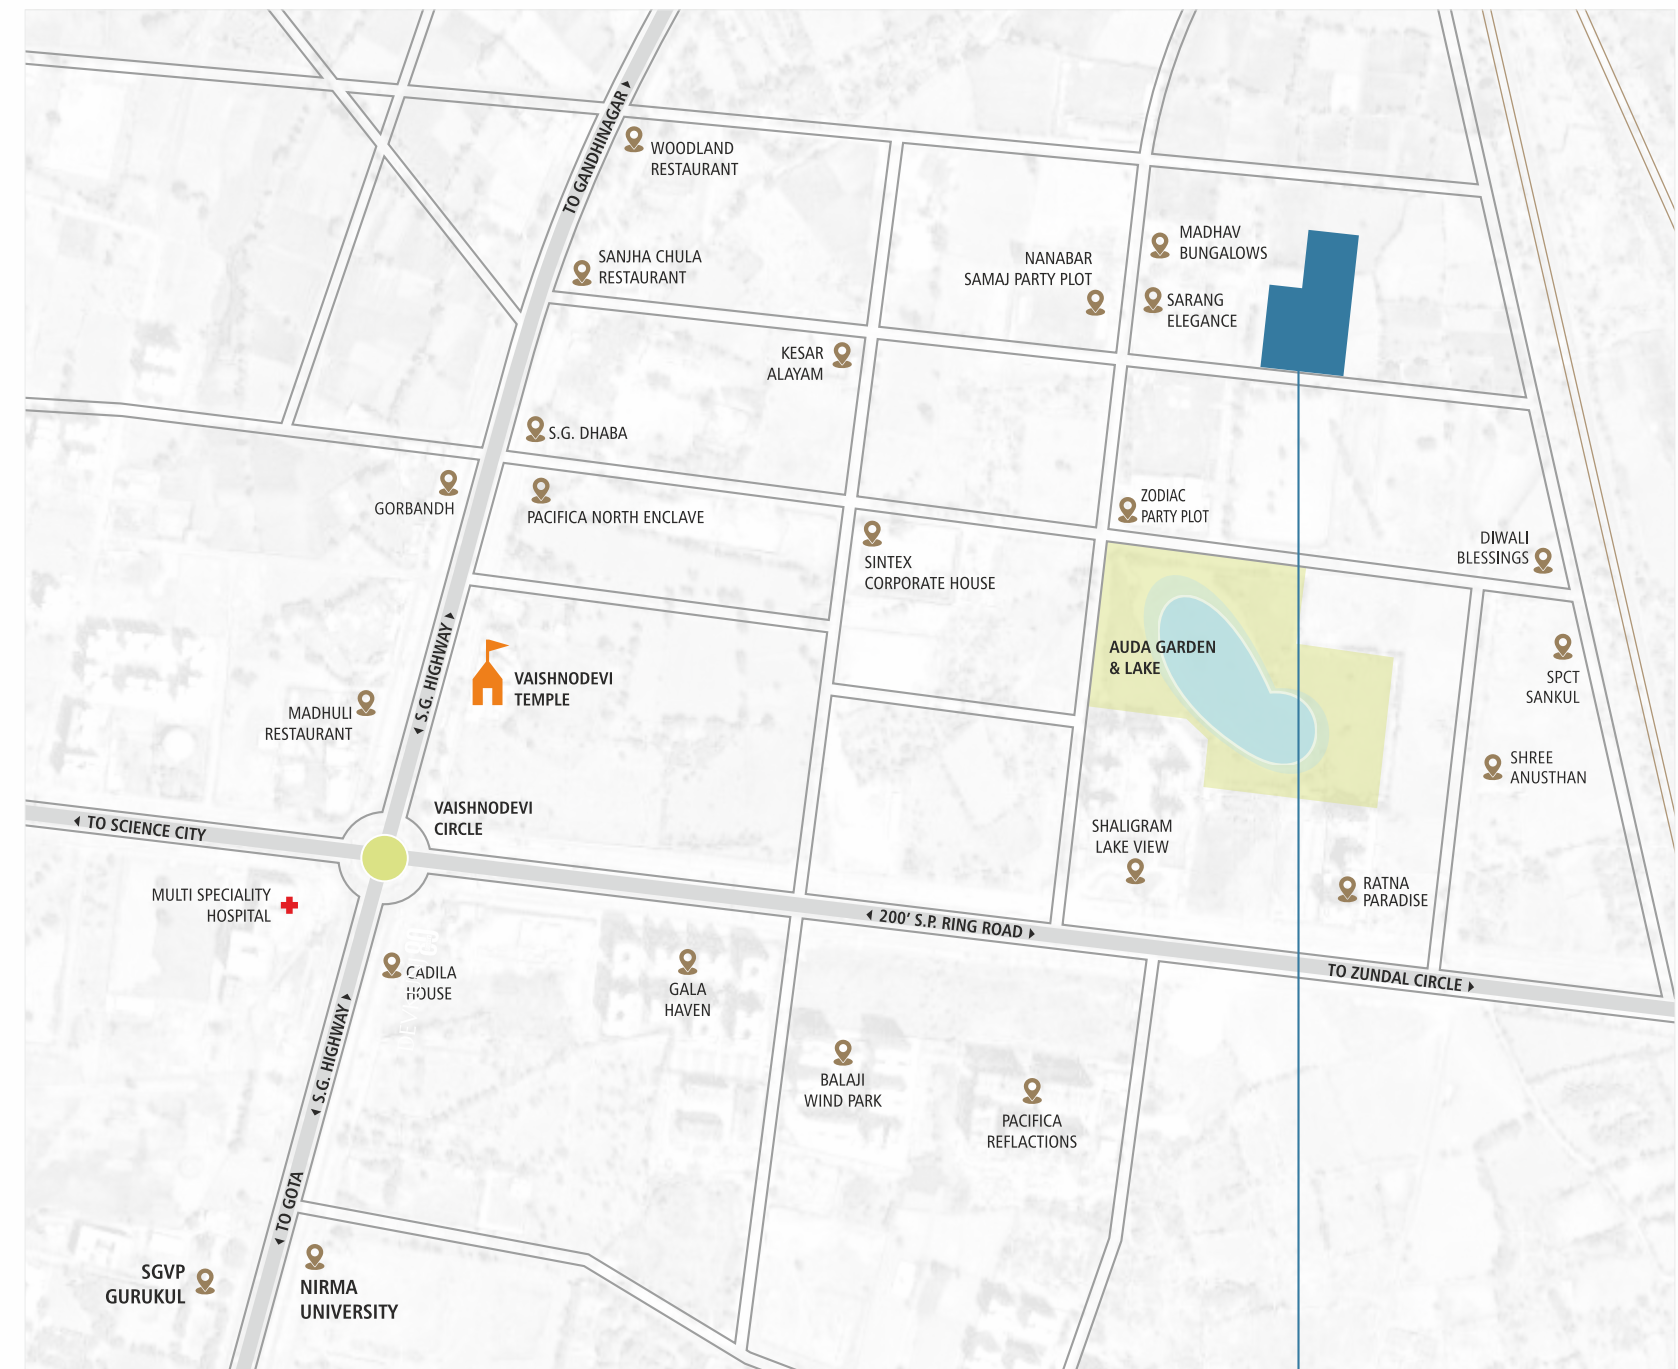 TO GANDHINAGAR
WOODLAND
RESTAURANT
SANJHA CHULA
RESTAURANT
NANABAR
SAMAJ PARTY PLOT
MADHAV
BUNGALOWS
SARANG
ELEGANCE
KESAR
ALAYAM
S.G. DHABA
GORBANDH
PACIFICA NORTH ENCLAVE
ZODIAC
PARTY PLOT
SINTEX
CORPORATE HOUSE
DIWALI
BLESSINGS
S.G. HIGHWAY
VAISHNODEVI
TEMPLE
AUDA GARDEN
& LAKE
SPCT
SANKUL
MADHULI
RESTAURANT
SHREE
ANUSTHAN
VAISHNODEVI
CIRCLE
TO SCIENCE CITY
SHALIGRAM
LAKE VIEW
RATNA
PARADISE
MULTI SPECIALITY
HOSPITAL
200' S.P. RING ROAD
TO ZUNDAL CIRCLE
CADILA
HOUSE
GALA
HAVEN
S.G. HIGHWAY
BALAJI
WIND PARK
PACIFICA
REFLACTIONS
TO GOTA
SGVP
GURUKUL
NIRMA
UNIVERSITY